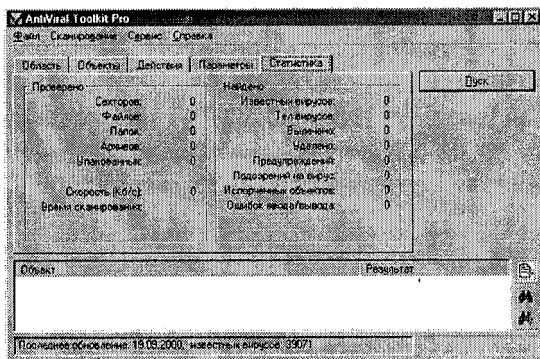 AntiViral Toolkit Pro
Файл Сканирование Сервис Справка
Область Объекты Действия Параметры Статистика
Пуск
Проверено
Секторов: 0
Файлов: 0
Папок: 0
Архивов: 0
Упакованных: 0
Скорость (Кб/с): 0
Время сканирования:
Найдено
Известных вирусов: 0
Тел вирусов: 0
Вылечено: 0
Удалено: 0
Предупреждений: 0
Подозрений на вирус: 0
Испорченных объектов: 0
Ошибок ввода/вывода: 0
Объект Результат
Последнее обновление: 19.09.2000, известных вирусов: 39071